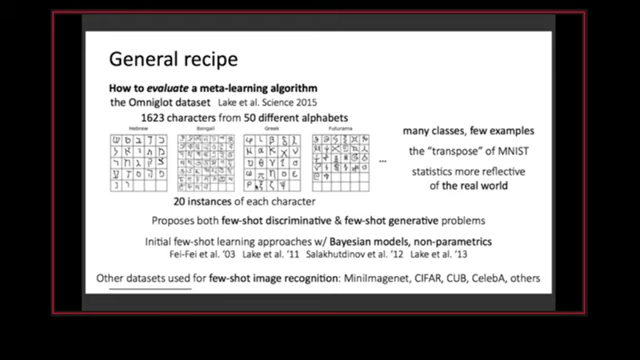 General recipe
How to evaluate a meta-learning algorithm
the Omniglot dataset Lake et al. Science 2015
1623 characters from 50 different alphabets
Hebrew Bengali Greek Futurama
...
many classes, few examples
the “transpose” of MNIST
statistics more reflective
of the real world
20 instances of each character
Proposes both few-shot discriminative & few-shot generative problems
Initial few-shot learning approaches w/ Bayesian models, non-parametrics
Fei-Fei et al. ‘03 Lake et al. ‘11 Salakhutdinov et al. ‘12 Lake et al. ‘13
Other datasets used for few-shot image recognition: MiniImagenet, CIFAR, CUB, CelebA, others